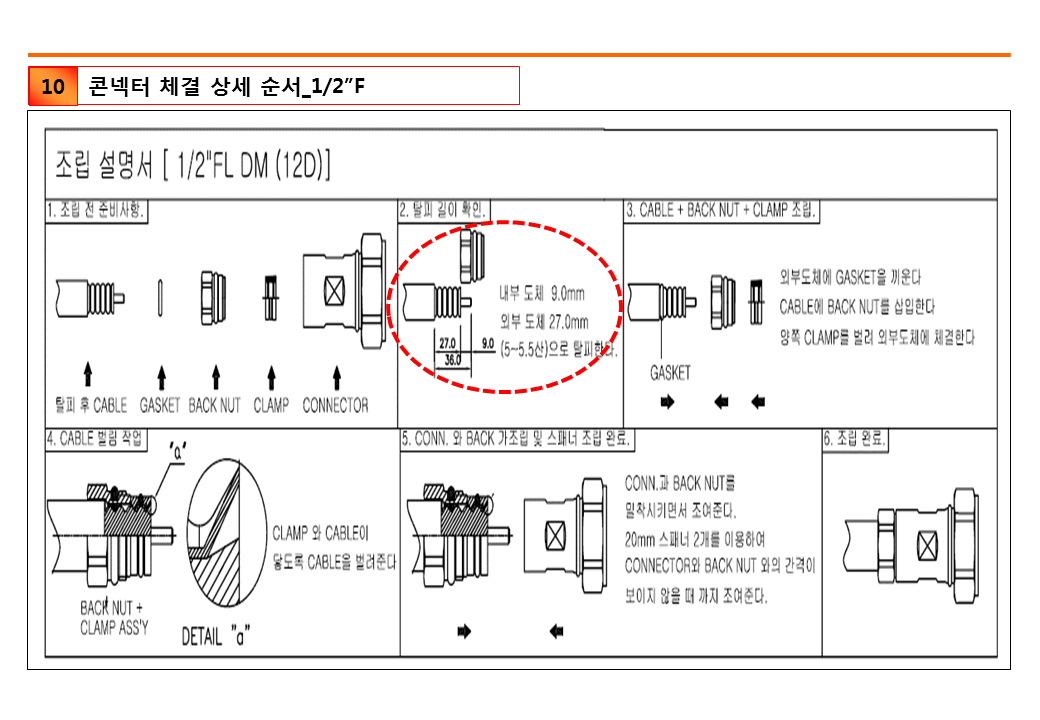 10
콘넥터 체결 상세 순서_1/2”F
조립 설명서 [ 1/2"FL DM (12D)]
1. 조립 전 준비사항.
탈피 후 CABLE
GASKET
BACK NUT
CLAMP
CONNECTOR
2. 탈피 길이 확인.
내부 도체 9.0mm
외부 도체 27.0mm
(5~5.5산)으로 탈피한다.
27.0
9.0
36.0
3. CABLE + BACK NUT + CLAMP 조립.
외부도체에 GASKET을 끼운다
CABLE에 BACK NUT를 삽입한다
양쪽 CLAMP를 벌려 외부도체에 체결한다
GASKET
4. CABLE 벌림 작업
"a"
CLAMP 와 CABLE이
닿도록 CABLE을 벌려준다
BACK NUT +
CLAMP ASS'Y
DETAIL "a"
5. CONN. 와 BACK 가조립 및 스패너 조립 완료.
CONN.과 BACK NUT를
밀착시키면서 조여준다.
20mm 스패너 2개를 이용하여
CONNECTOR와 BACK NUT 와의 간격이
보이지 않을 때 까지 조여준다.
6. 조립 완료.